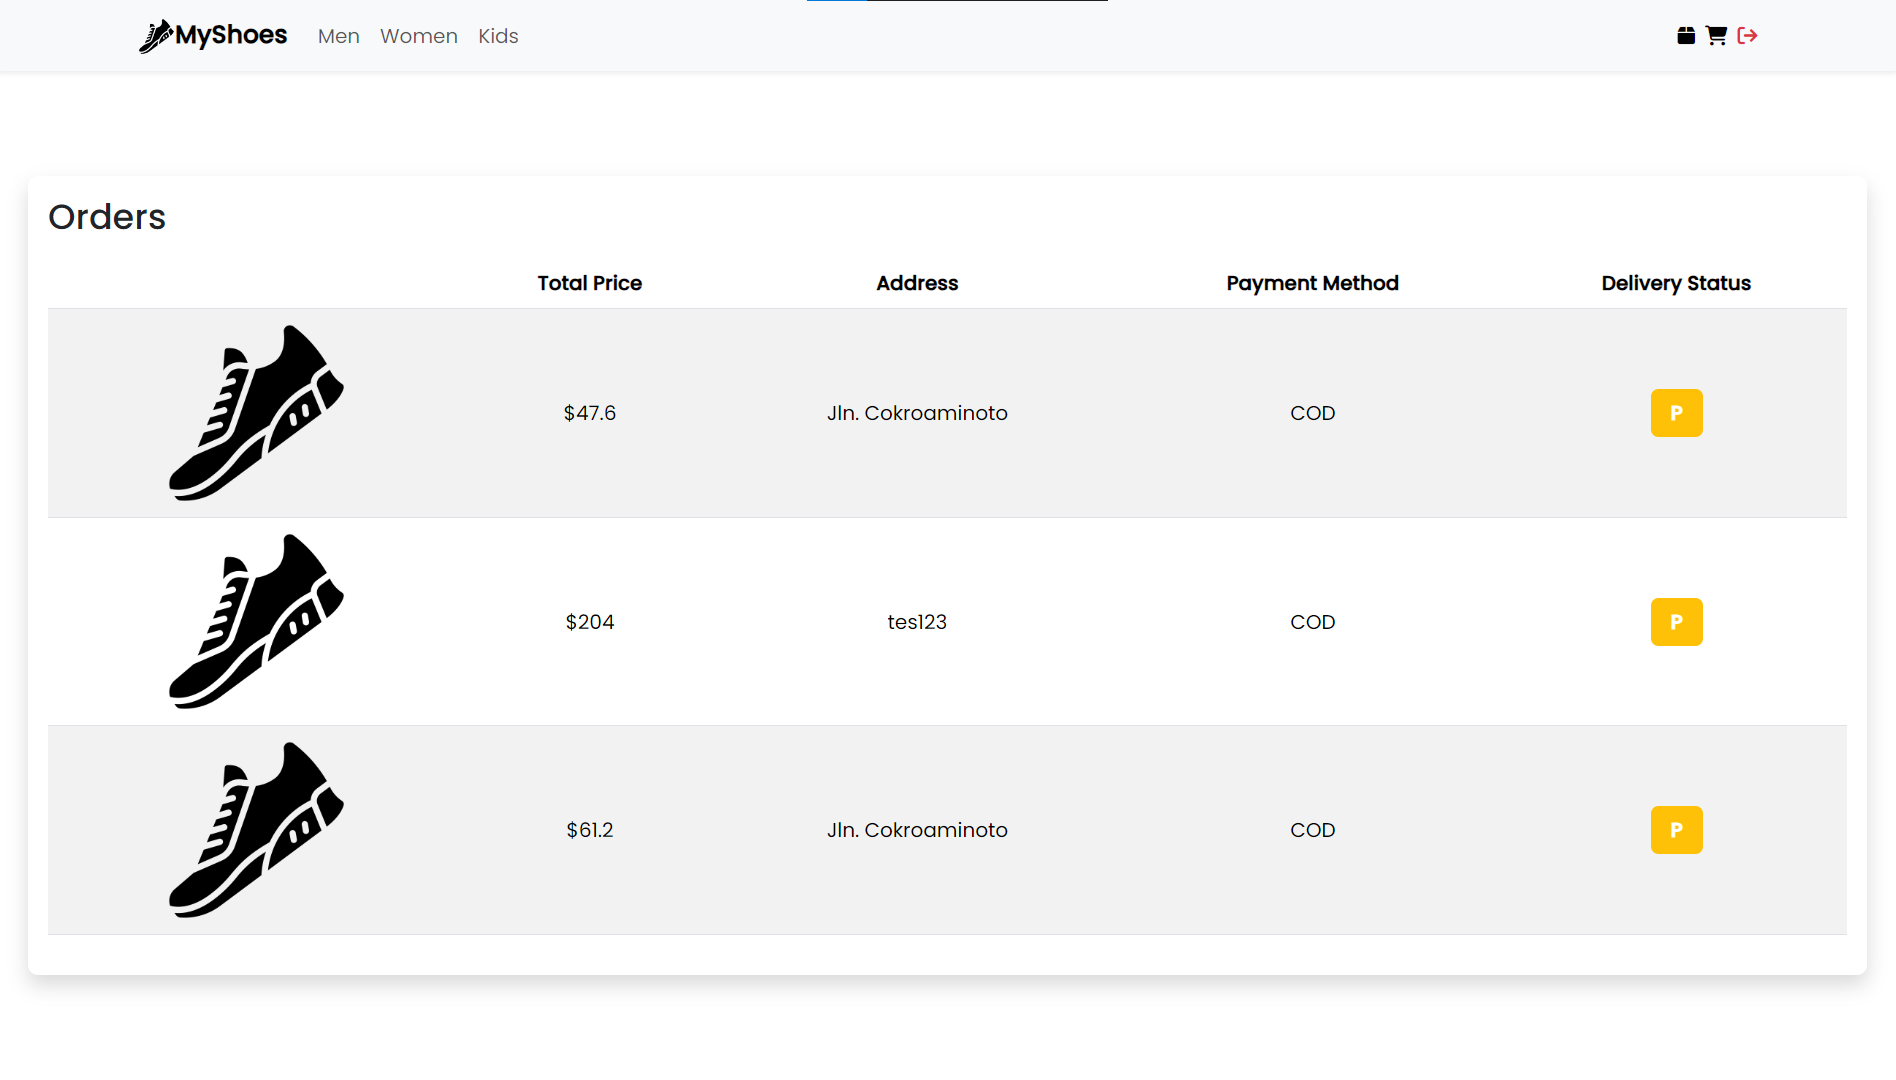 MyShoes Men Women Kids
Orders
Total Price Address Payment Method Delivery Status
$47.6 Jln. Cokroaminoto COD P
$204 tes123 COD P
$61.2 Jln. Cokroaminoto COD P